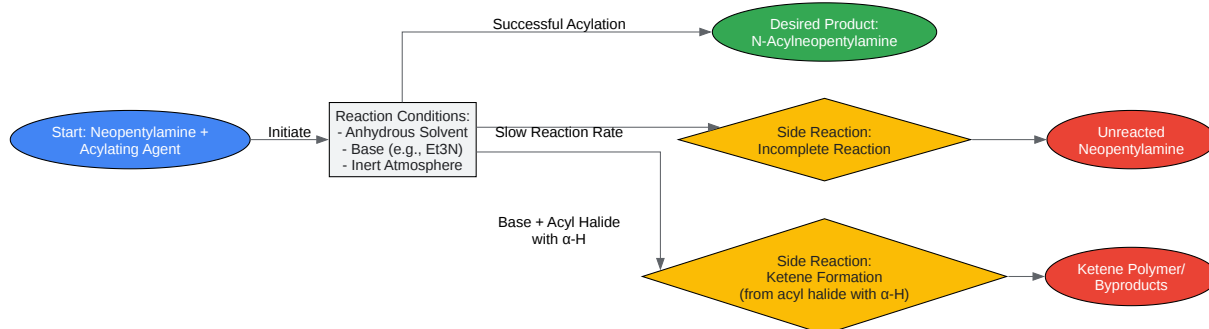 Successful Acylation
Desired Product:
N-Acylneopentylamine
Start: Neopentylamine +
Acylating Agent
Initiate
Reaction Conditions:
- Anhydrous Solvent
- Base (e.g., Et3N)
- Inert Atmosphere
Slow Reaction Rate
Side Reaction:
Incomplete Reaction
Unreacted
Neopentylamine
Base + Acyl Halide
with α-H
Side Reaction:
Ketene Formation
(from acyl halide with α-H)
Ketene Polymer/
Byproducts